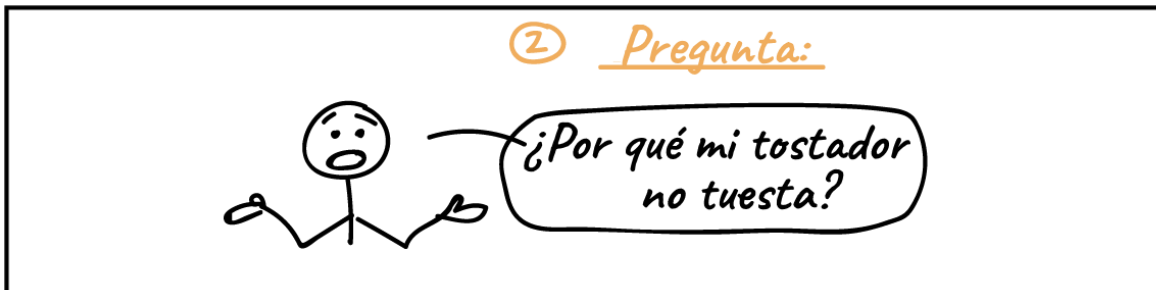 ② Pregunta:
¿Por qué mi tostador
no tuesta?